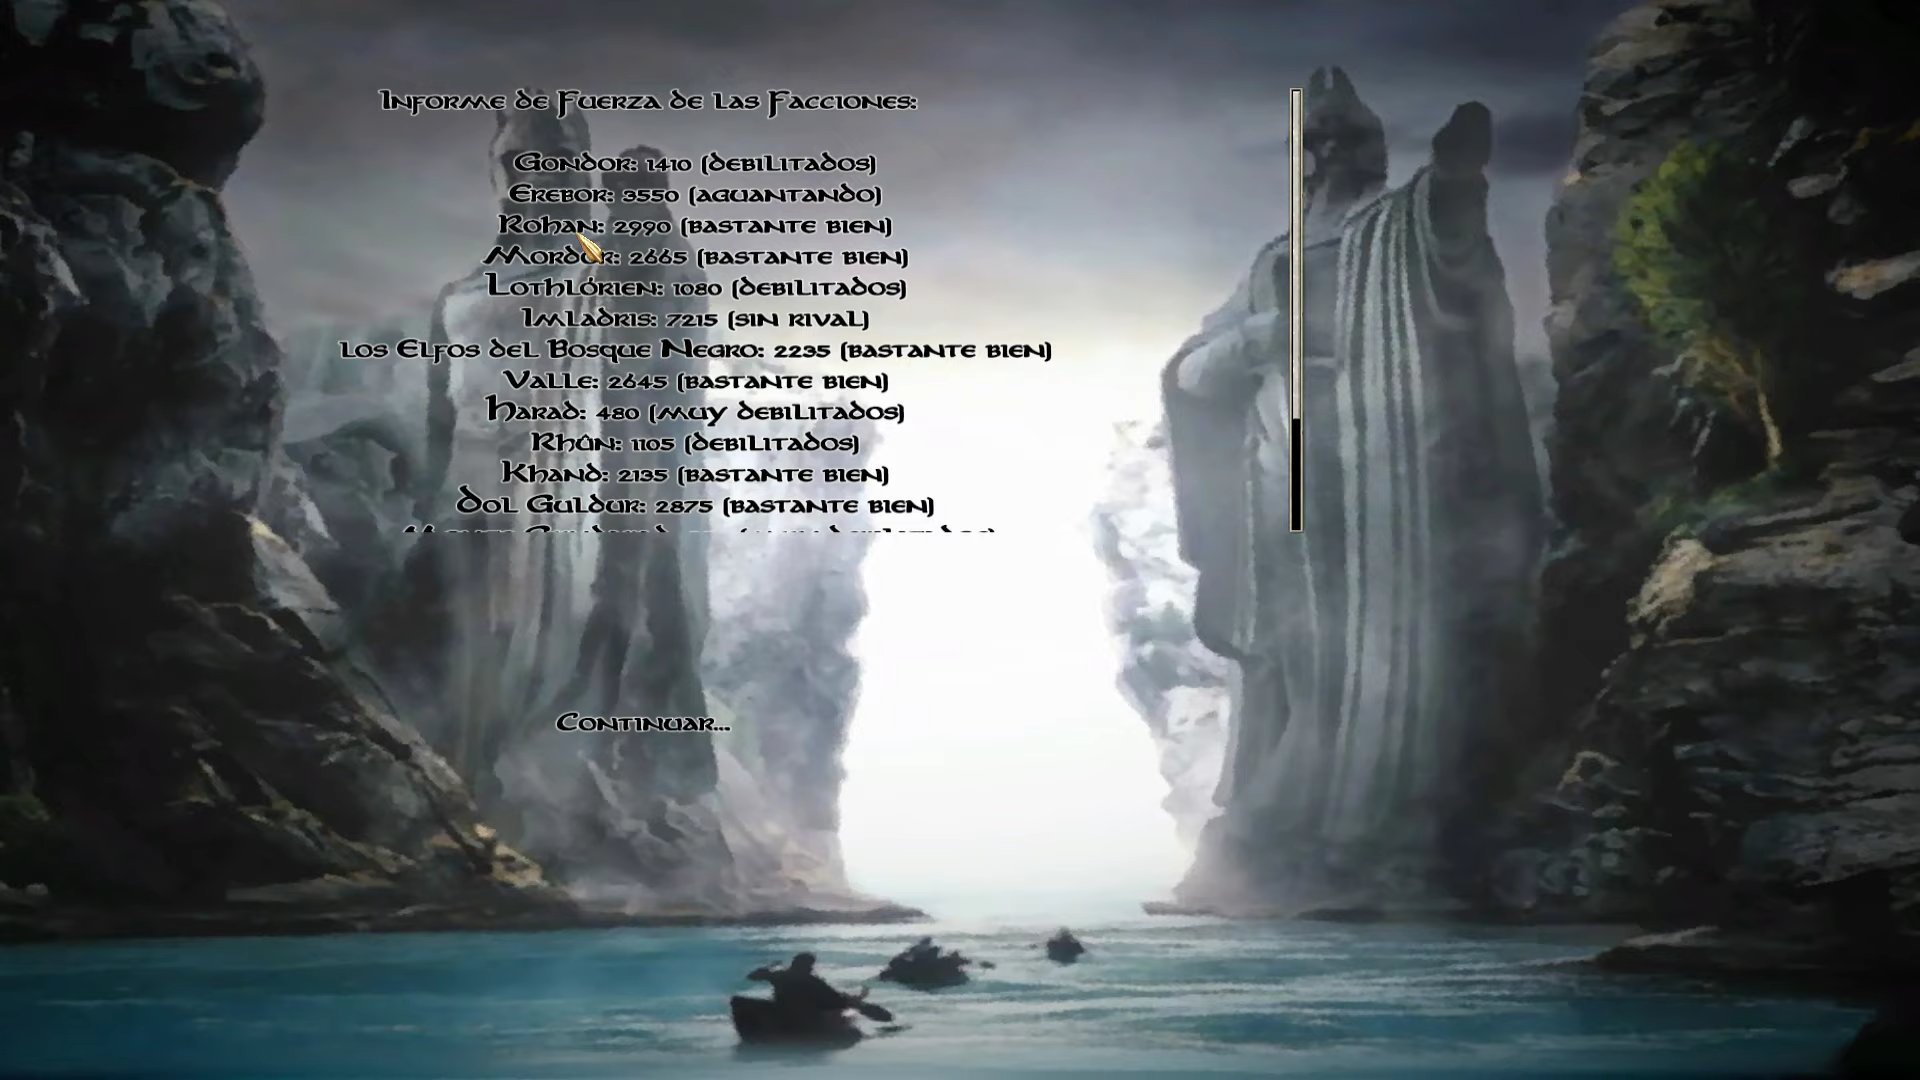 Informe de Fuerza de las Facciones:
Gondor: 1410 (debilitados)
Erebor: 3550 (aguantando)
Rohan: 2990 (bastante bien)
Mordor: 2665 (bastante bien)
Lothlórien: 1080 (debilitados)
Imladris: 7215 (sin rival)
los Elfos del Bosque Negro: 2235 (bastante bien)
Valle: 2645 (bastante bien)
Harad: 480 (muy debilitados)
Rhûn: 1105 (debilitados)
Khand: 2135 (bastante bien)
Dol Guldur: 2875 (bastante bien)
Continuar...